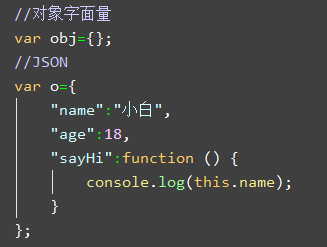 //对象字面量
var obj={};
//JSON
var o={
    "name":"小白",
    "age":18,
    "sayHi":function () {
        console.log(this.name);
    }
};